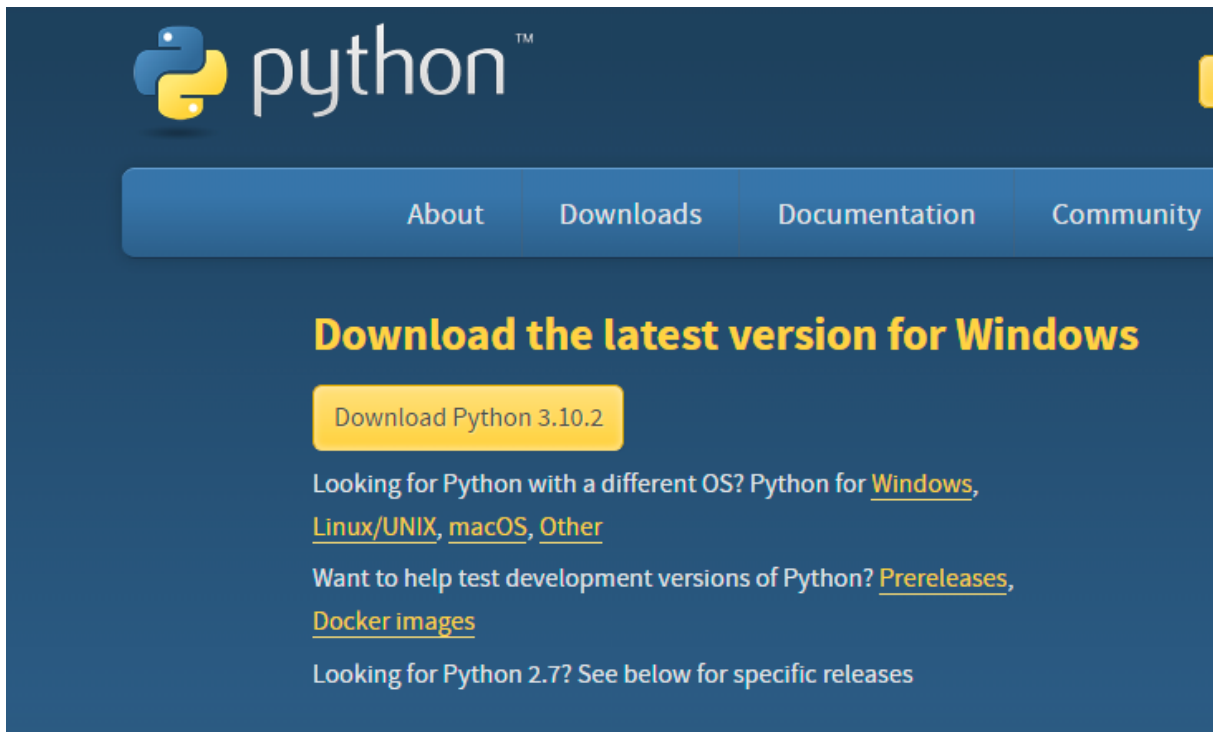 python™
About Downloads Documentation Community
Download the latest version for Windows
Download Python 3.10.2
Looking for Python with a different OS? Python for Windows,
Linux/UNIX, macOS, Other
Want to help test development versions of Python? Prereleases,
Docker images
Looking for Python 2.7? See below for specific releases